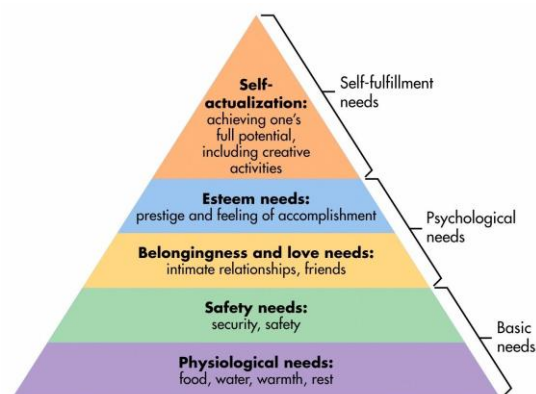 Self-
actualization:
achieving one's
full potential,
including creative
activities
Self-fulfillment
needs
Esteem needs:
prestige and feeling of accomplishment
Belongingness and love needs:
intimate relationships, friends
Psychological
needs
Safety needs:
security, safety
Physiological needs:
food, water, warmth, rest
Basic
needs